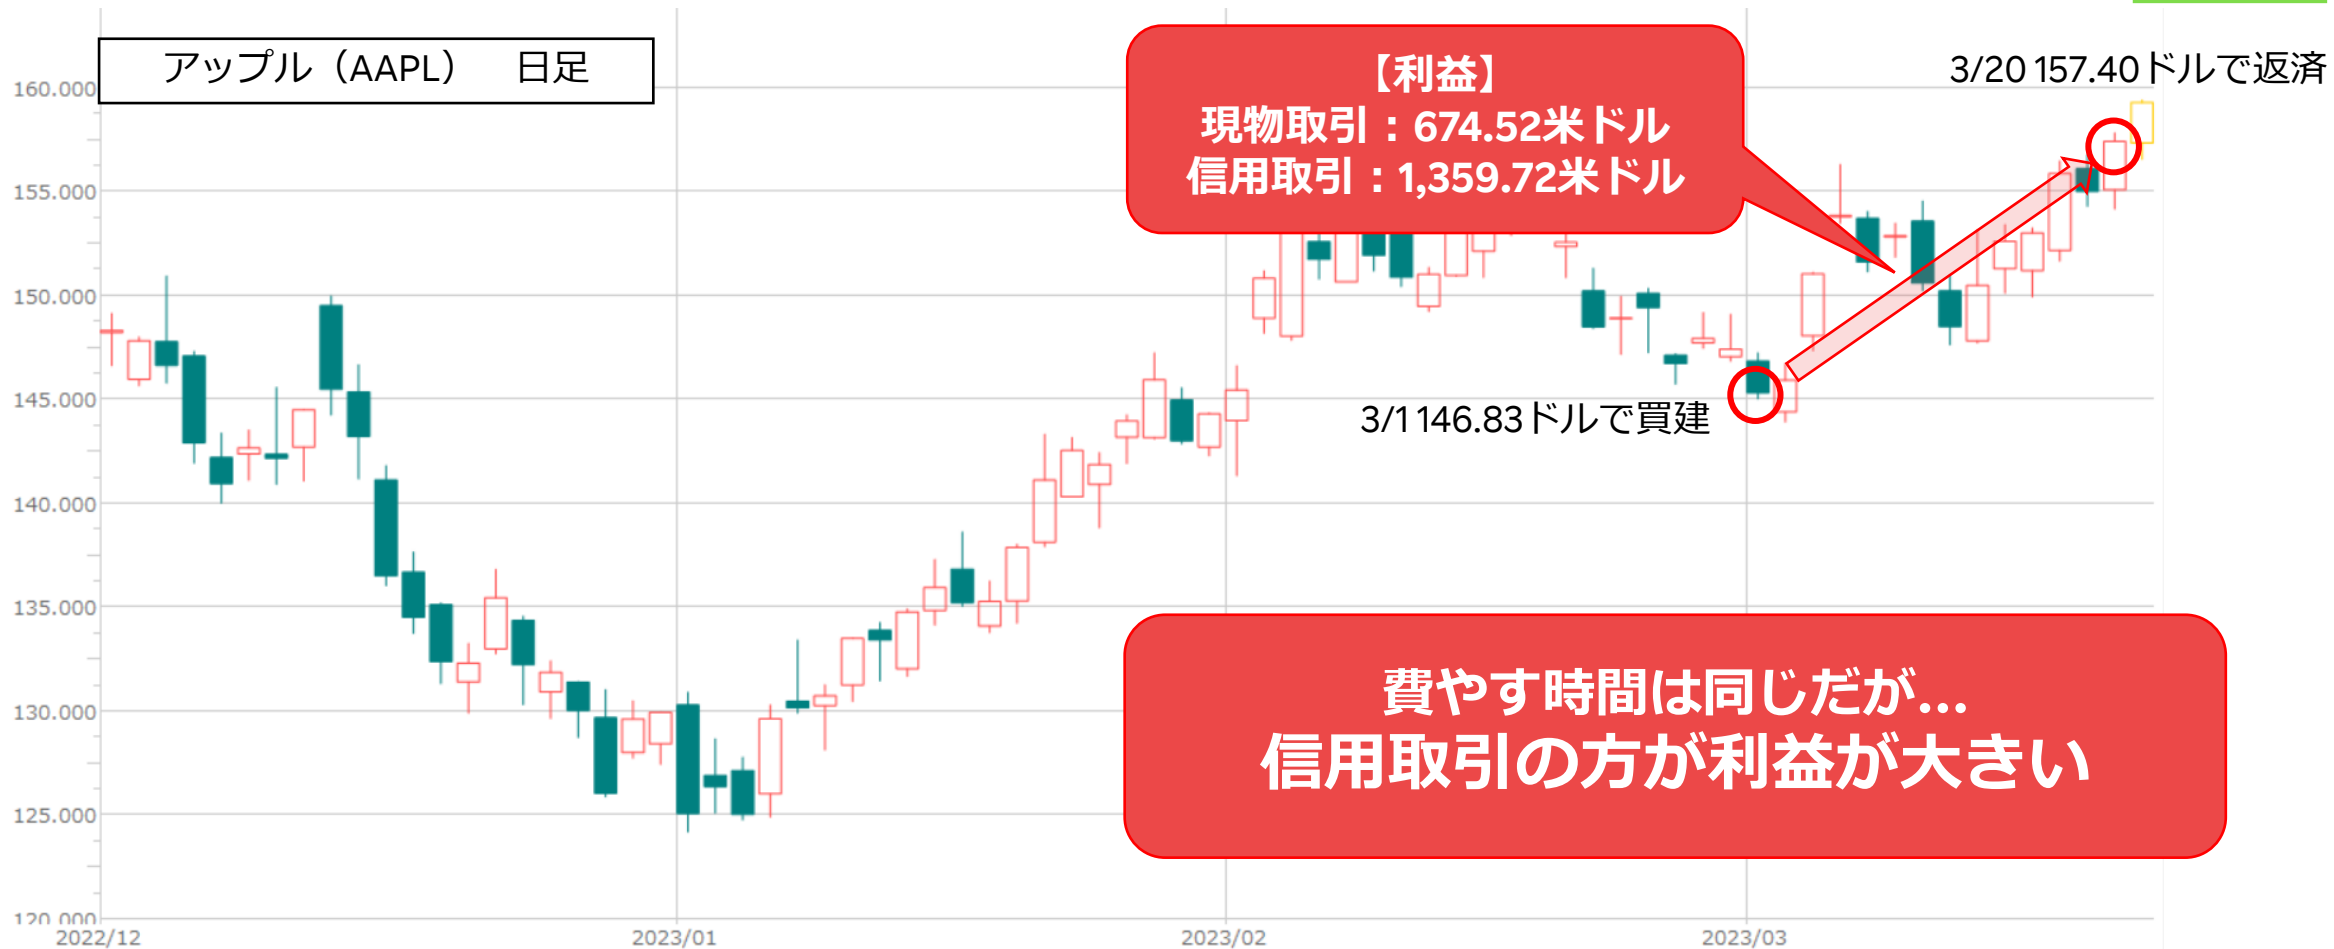 アップル（AAPL）　日足
【利益】
現物取引：674.52米ドル
信用取引：1,359.72米ドル
3/20 157.40ドルで返済
3/1 146.83ドルで買建
費やす時間は同じだが…
信用取引の方が利益が大きい
160.000
155.000
150.000
145.000
140.000
135.000
130.000
125.000
120.000
2022/12
2023/01
2023/02
2023/03